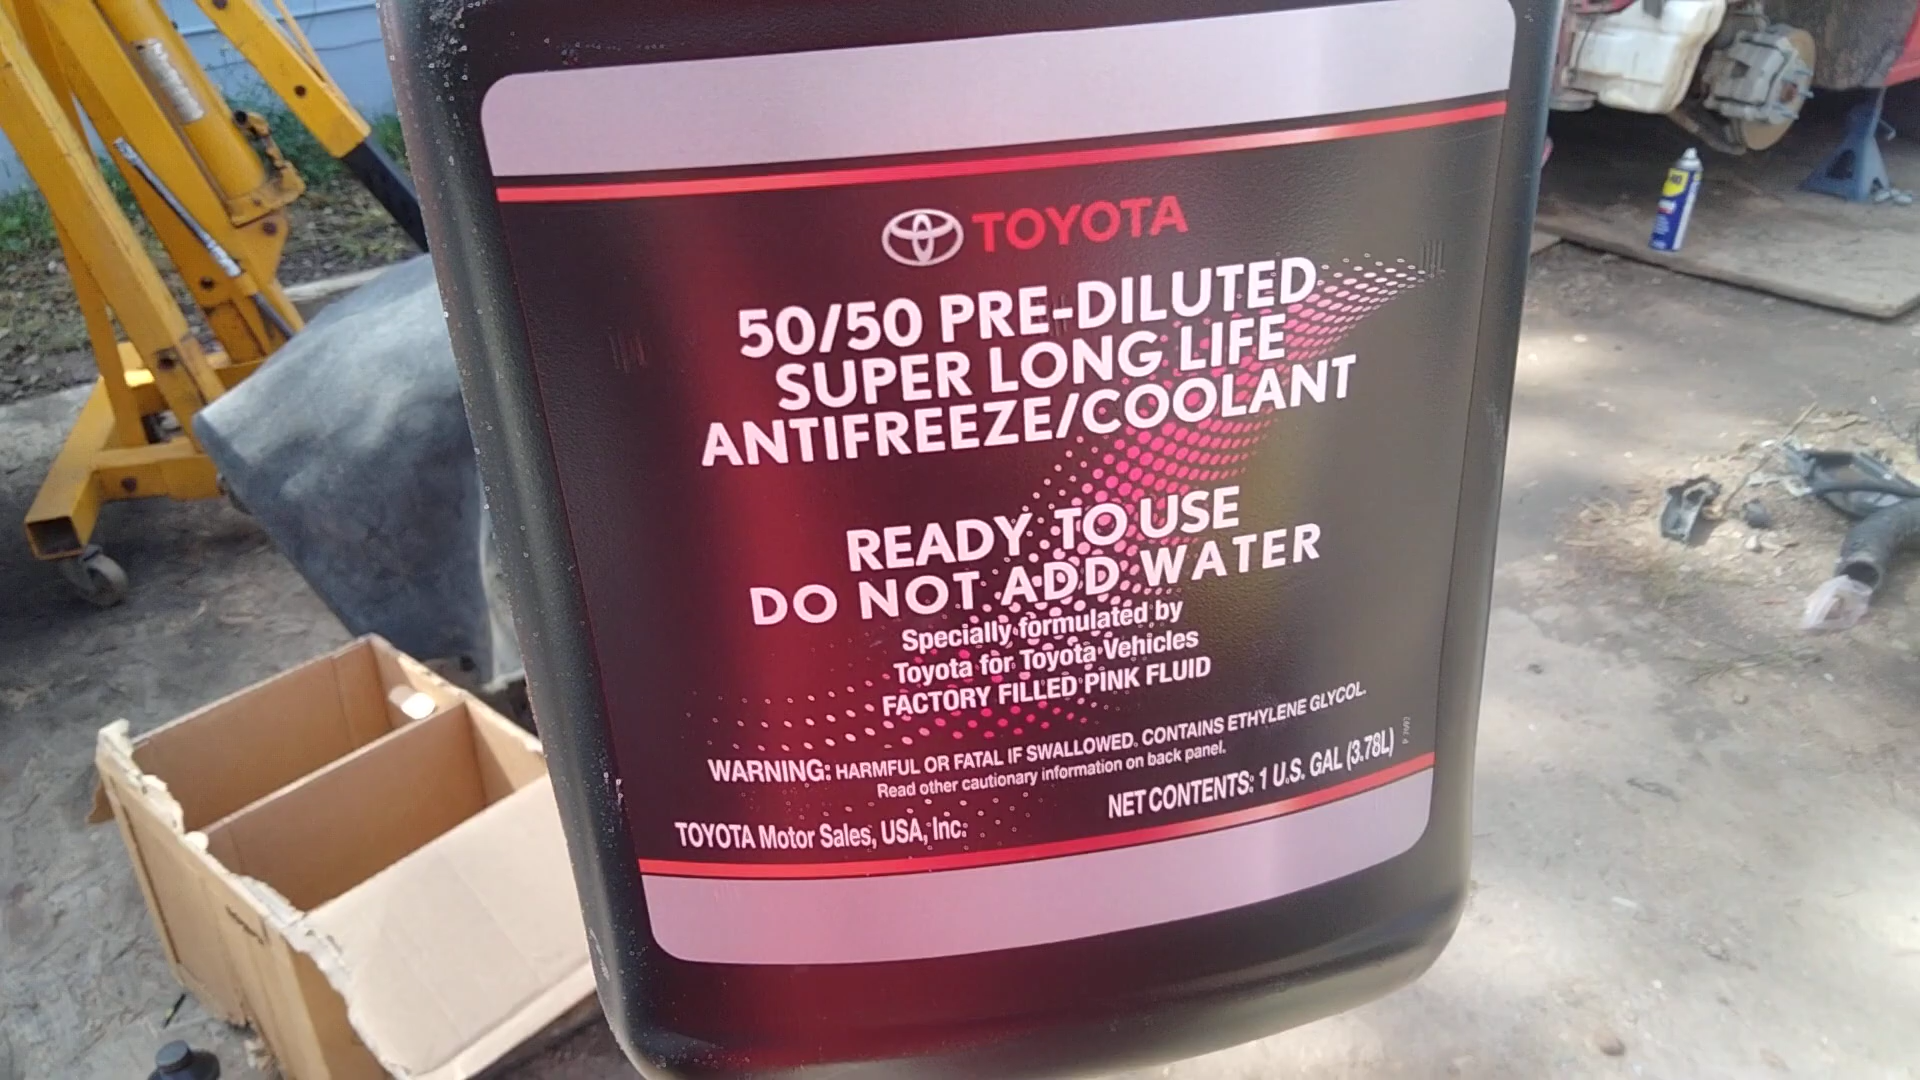 TOYOTA
50/50 PRE-DILUTED
SUPER LONG LIFE
ANTIFREEZE/COOLANT
READY TO USE
DO NOT ADD WATER
Specially formulated by
Toyota for Toyota Vehicles
FACTORY FILLED PINK FLUID
WARNING: HARMFUL OR FATAL IF SWALLOWED. CONTAINS ETHYLENE GLYCOL.
Read other cautionary information on back panel.
NET CONTENTS: 1 U.S. GAL (3.78L)
TOYOTA Motor Sales, USA, Inc.